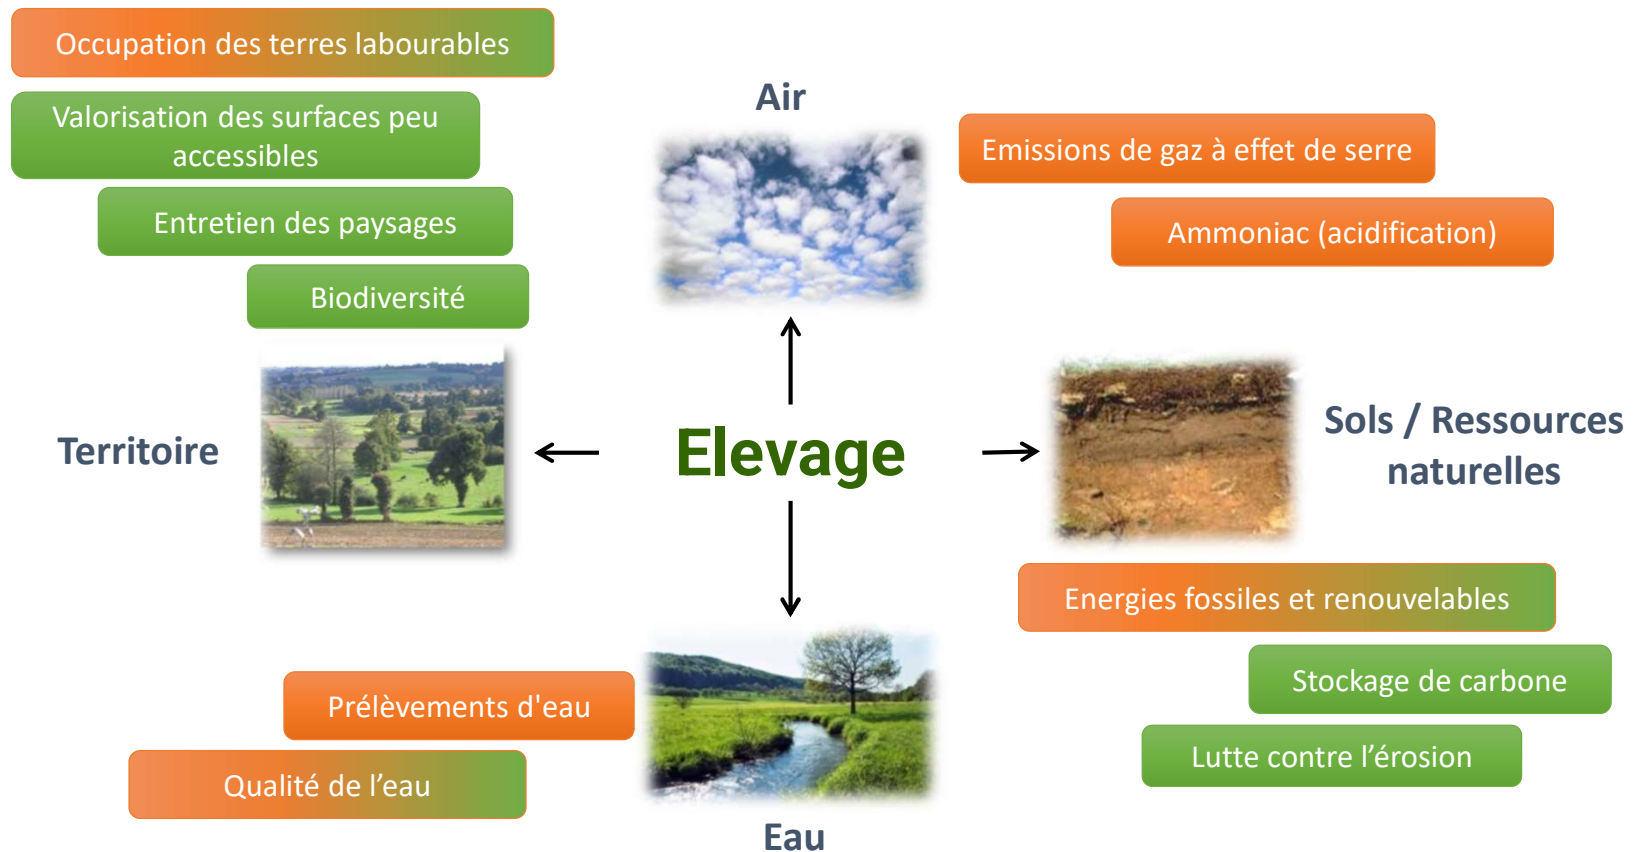 Occupation des terres labourables
Valorisation des surfaces peu
accessibles
Entretien des paysages
Biodiversité
Air
Emissions de gaz à effet de serre
Ammoniac (acidification)
Territoire
Elevage
Sols / Ressources
naturelles
Energies fossiles et renouvelables
Stockage de carbone
Lutte contre l’érosion
Prélèvements d'eau
Qualité de l’eau
Eau